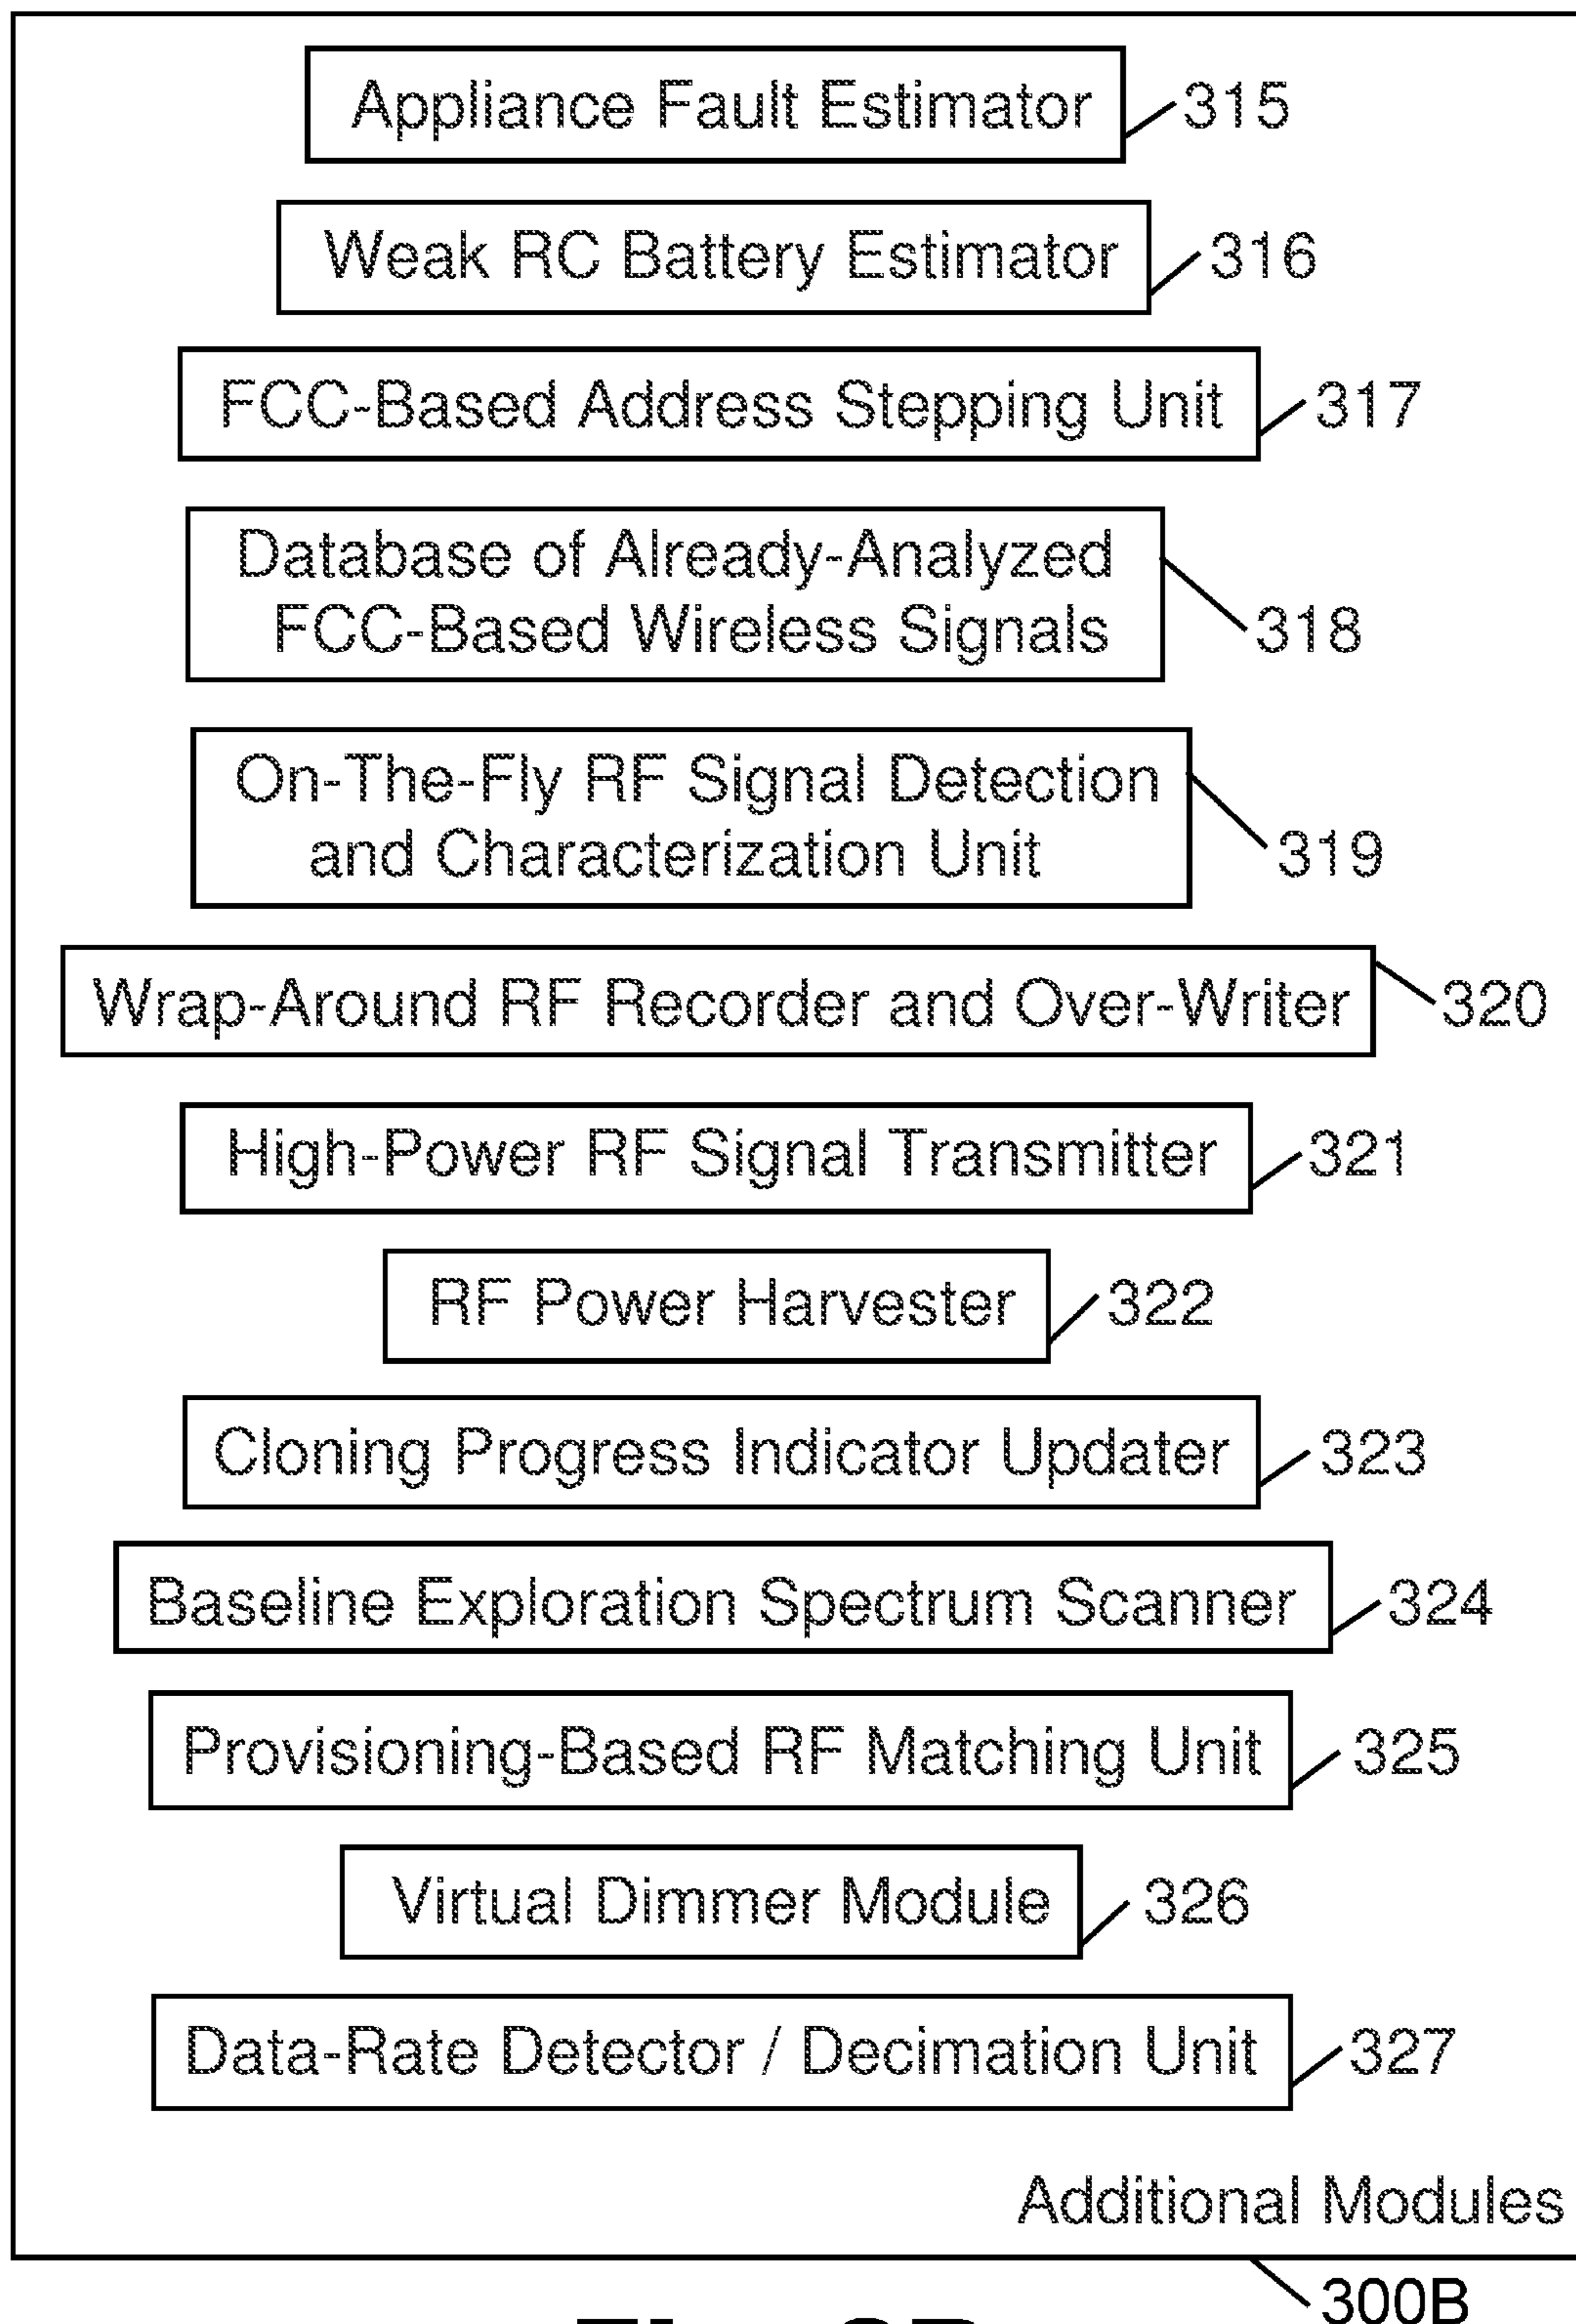 Appliance Fault Estimator 315
Weak RC Battery Estimator 316
FCC-Based Address Stepping Unit 317
Database of Already-Analyzed
FCC-Based Wireless Signals 318
On-The-Fly RF Signal Detection
and Characterization Unit 319
Wrap-Around RF Recorder and Over-Writer 320
High-Power RF Signal Transmitter 321
RF Power Harvester 322
Cloning Progress Indicator Updater 323
Baseline Exploration Spectrum Scanner 324
Provisioning-Based RF Matching Unit 325
Virtual Dimmer Module 326
Data-Rate Detector / Decimation Unit 327
Additional Modules
300B